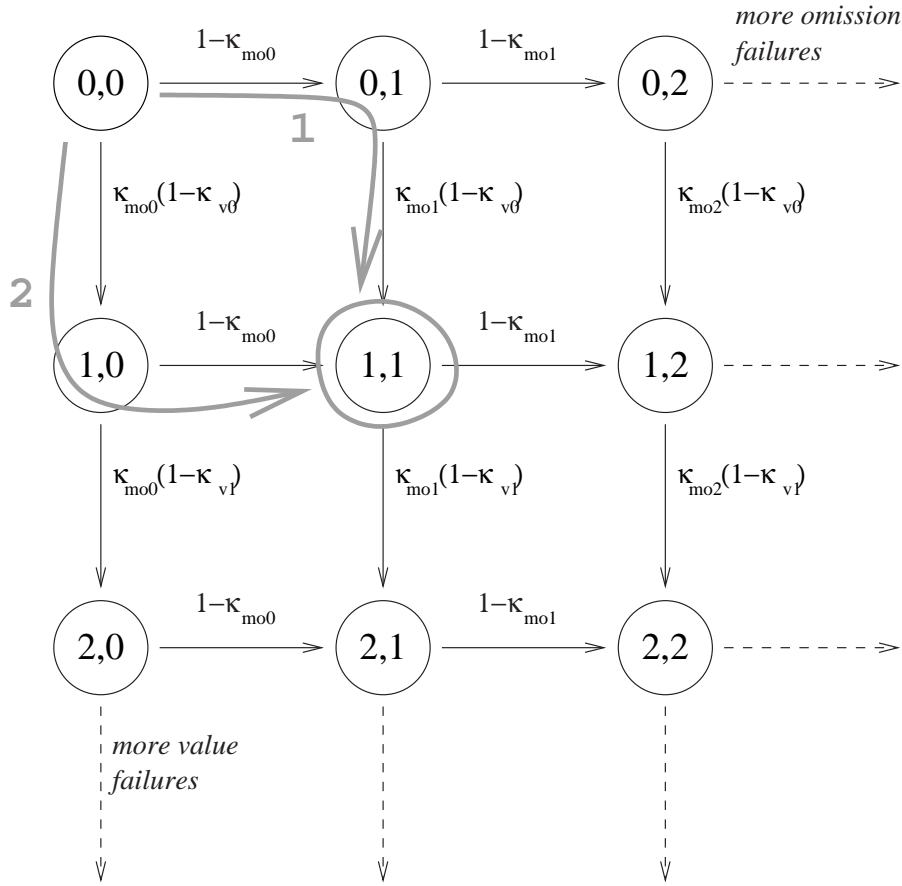 more omission
failures
1−κmo0
1−κmo1
0,0
0,1
0,2
1
κmo0(1−κv0)
κmo1(1−κv0)
κmo2(1−κv0)
2
1−κmo0
1−κmo1
1,0
1,1
1,2
κmo0(1−κv1)
κmo1(1−κv1)
κmo2(1−κv1)
1−κmo0
1−κmo1
2,0
2,1
2,2
more value
failures